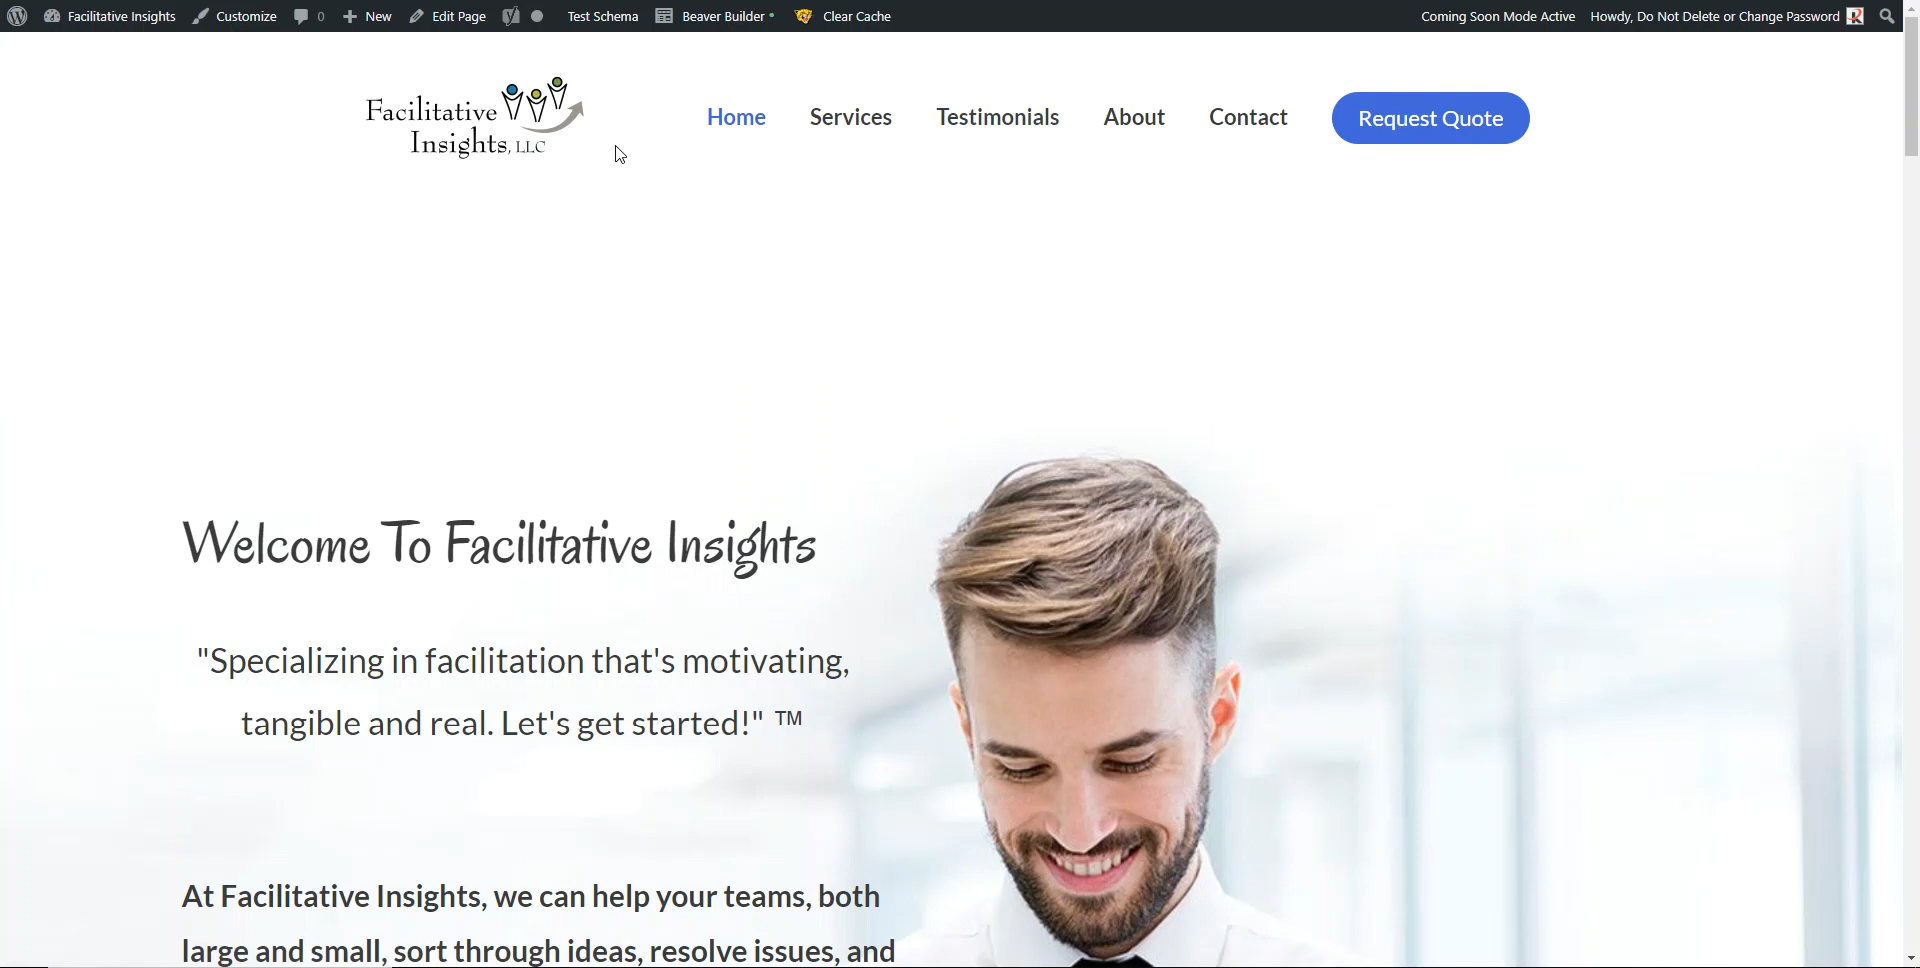 Facilitative Insights Customize 0 New Edit Page Test Schema Beaver Builder Clear Cache Coming Soon Mode Active Howdy, Do Not Delete or Change Password
Facilitative
Insights, LLC
Home Services Testimonials About Contact Request Quote
Welcome To Facilitative Insights
"Specializing in facilitation that's motivating,
tangible and real. Let's get started!" ™
At Facilitative Insights, we can help your teams, both
large and small, sort through ideas, resolve issues, and